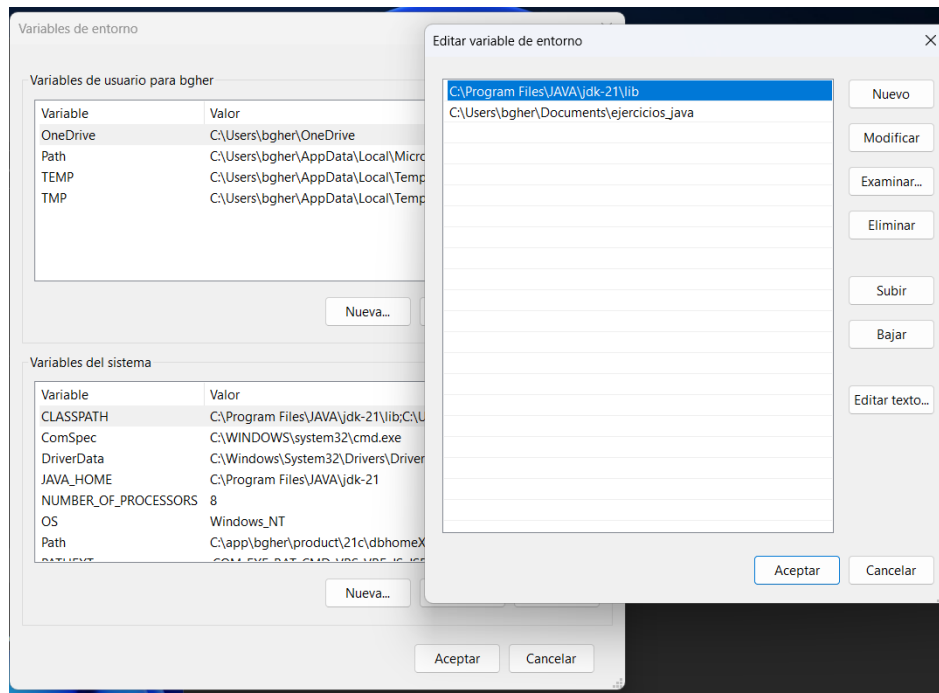 Variables de entorno
Variables de usuario para bgher
Variable Valor
OneDrive C:\Users\bgher\OneDrive
Path C:\Users\bgher\AppData\Local\Micro
TEMP C:\Users\bgher\AppData\Local\Temp
TMP C:\Users\bgher\AppData\Local\Temp
Nueva...
Variables del sistema
Variable Valor
CLASSPATH C:\Program Files\JAVA\jdk-21\lib;C:\U
ComSpec C:\WINDOWS\system32\cmd.exe
DriverData C:\Windows\System32\Drivers\Driver
JAVA_HOME C:\Program Files\JAVA\jdk-21
NUMBER_OF_PROCESSORS 8
OS Windows_NT
Path C:\app\bgher\product\21c\dbhomeX
Nueva...
Aceptar Cancelar
Editar variable de entorno
C:\Program Files\JAVA\jdk-21\lib
C:\Users\bgher\Documents\ejercicios_java
Nuevo
Modificar
Examinar...
Eliminar
Subir
Bajar
Editar texto...
Aceptar Cancelar